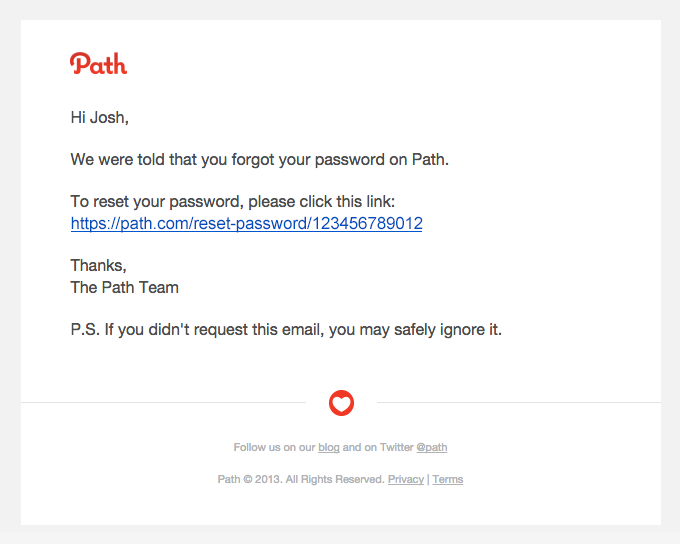 Path
Hi Josh,
We were told that you forgot your password on Path.
To reset your password, please click this link:
https://path.com/reset-password/123456789012
Thanks,
The Path Team
P.S. If you didn't request this email, you may safely ignore it.
Follow us on our blog and on Twitter @path
Path © 2013. All Rights Reserved. Privacy | Terms